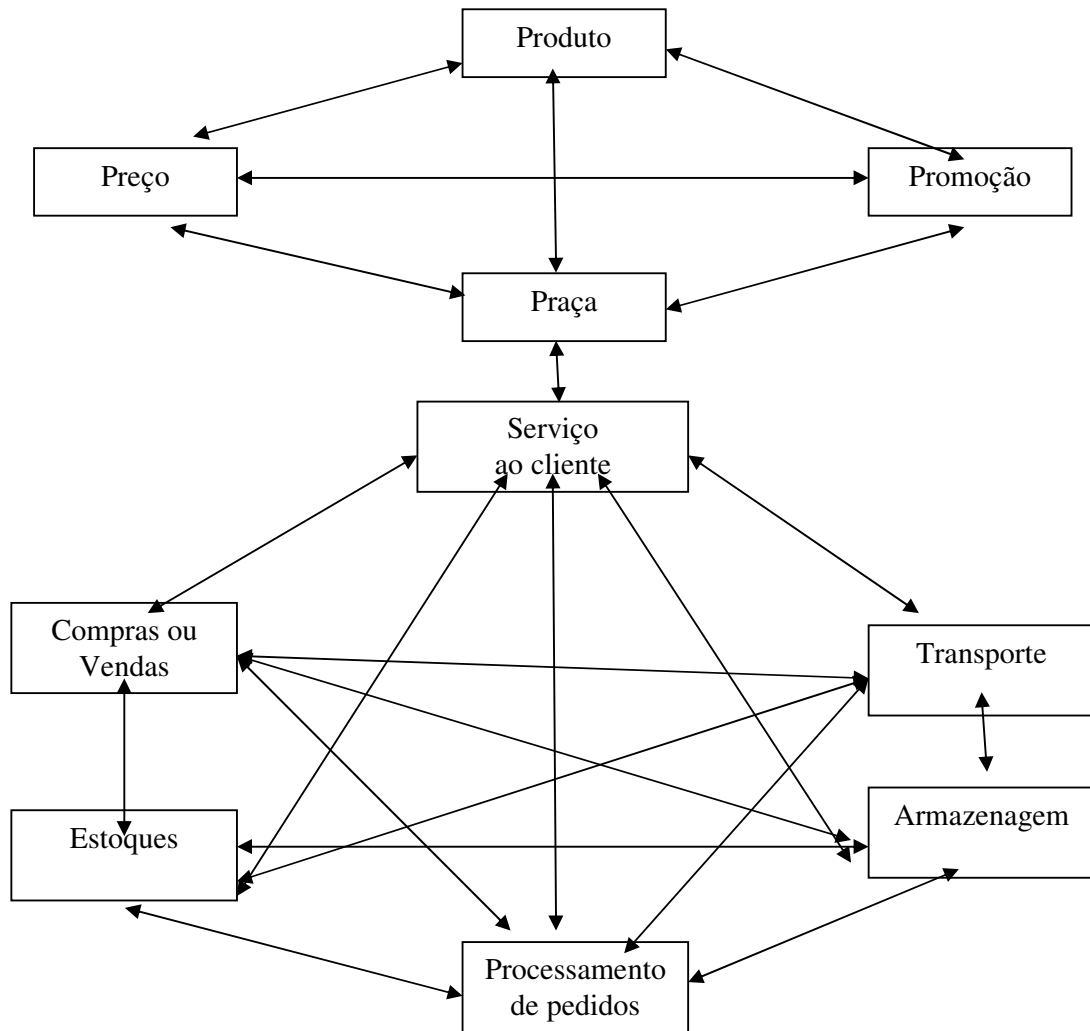 Produto
Preço
Promoção
Praça
Serviço
ao cliente
Compras ou
Vendas
Transporte
Estoques
Armazenagem
Processamento
de pedidos